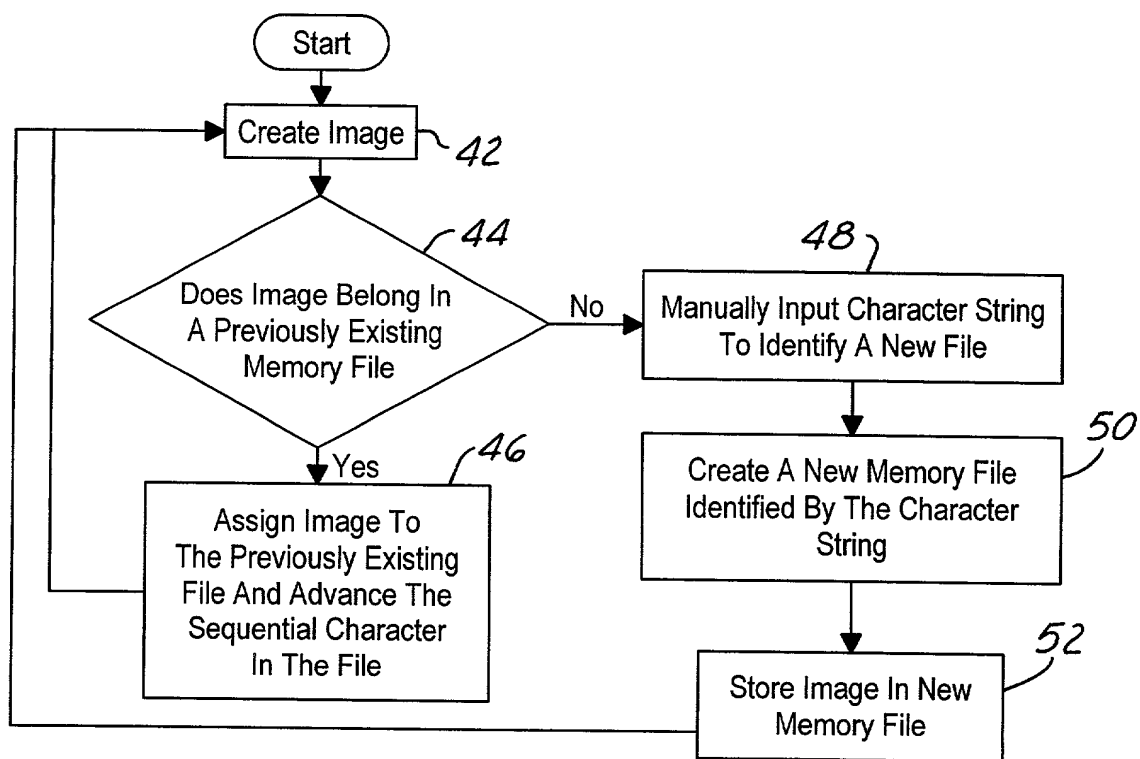 Start
Create Image
42
44
Does Image Belong In
A Previously Existing
Memory File
No
48
Manually Input Character String
To Identify A New File
50
Create A New Memory File
Identified By The Character
String
Yes
46
Assign Image To
The Previously Existing
File And Advance The
Sequential Character
In The File
52
Store Image In New
Memory File